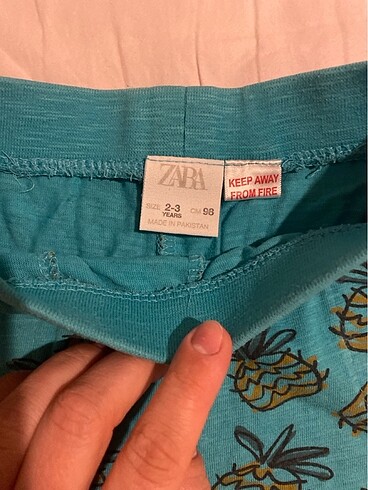 ZARA
SIZE 2-3 YEARS CM 98
MADE IN PAKISTAN
KEEP AWAY
FROM FIRE